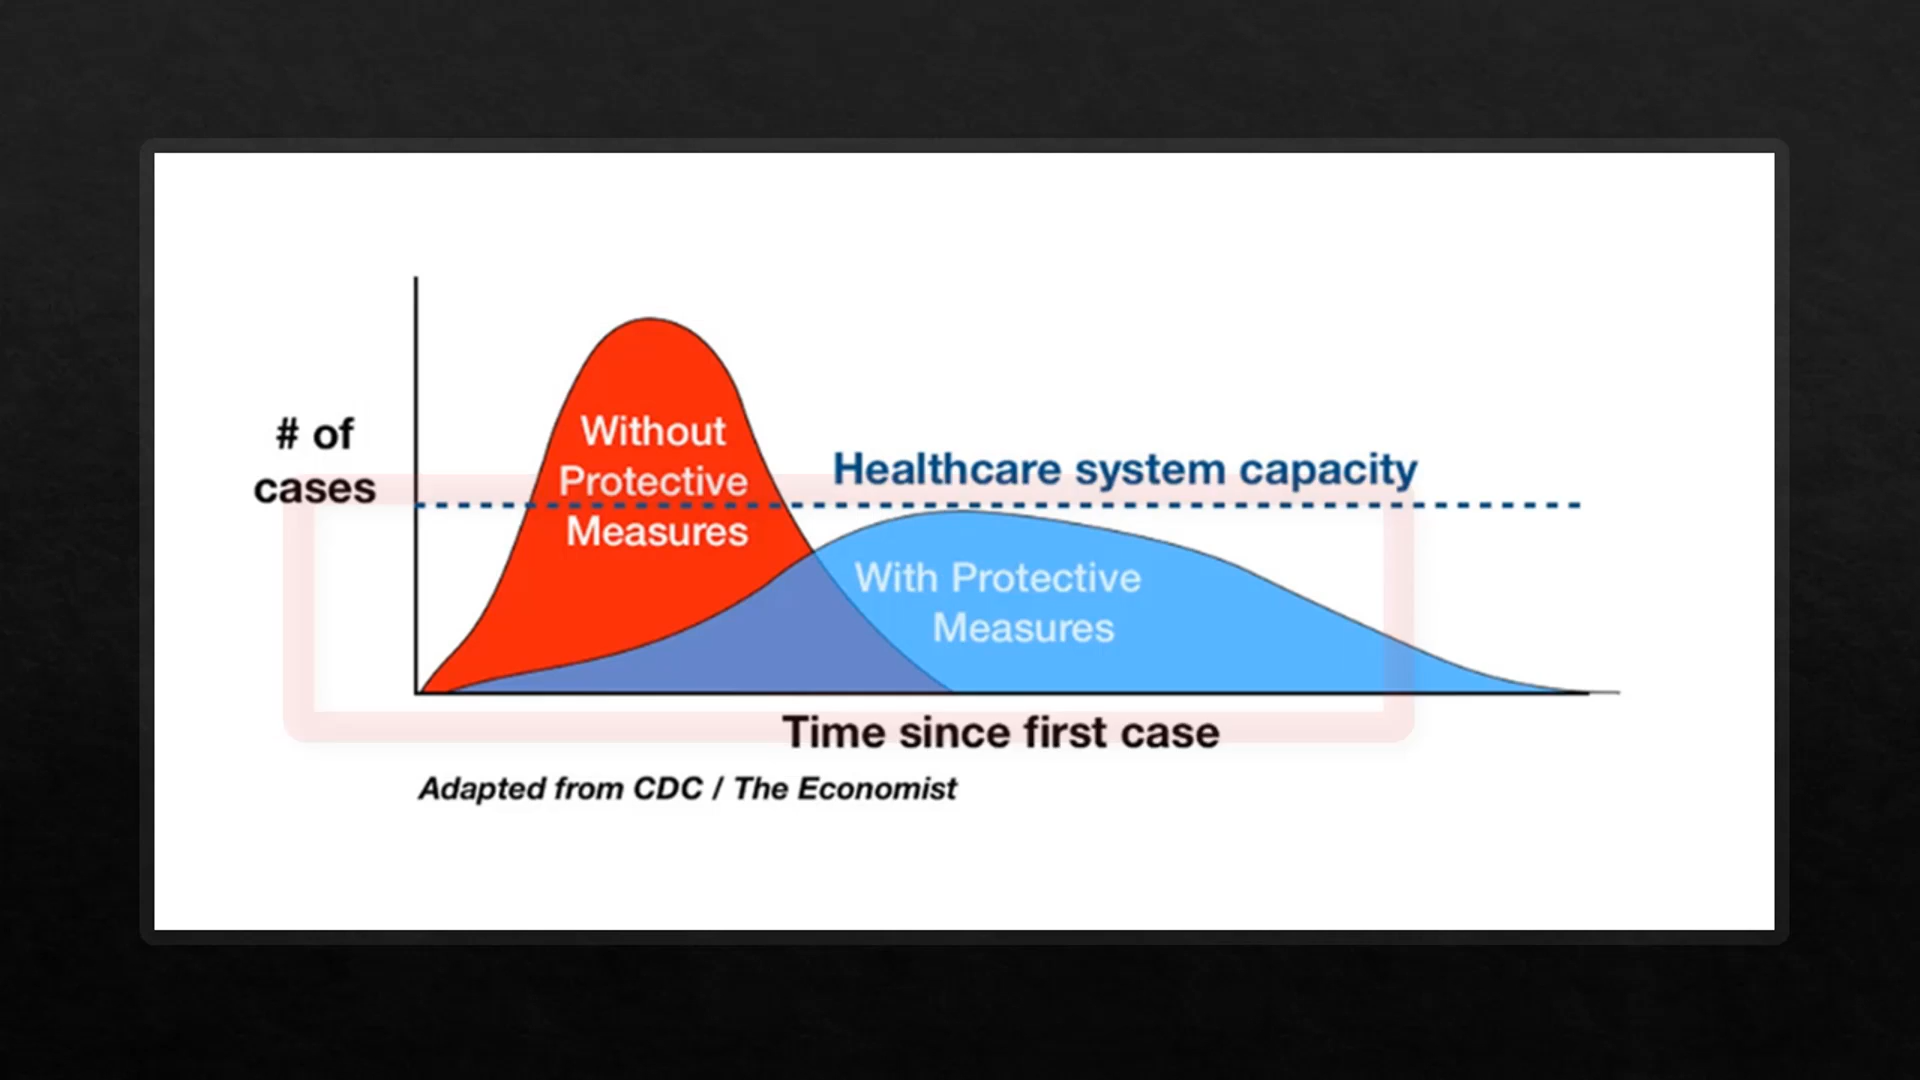 # of
cases
Without
Protective
Measures
Healthcare system capacity
With Protective
Measures
Time since first case
Adapted from CDC / The Economist